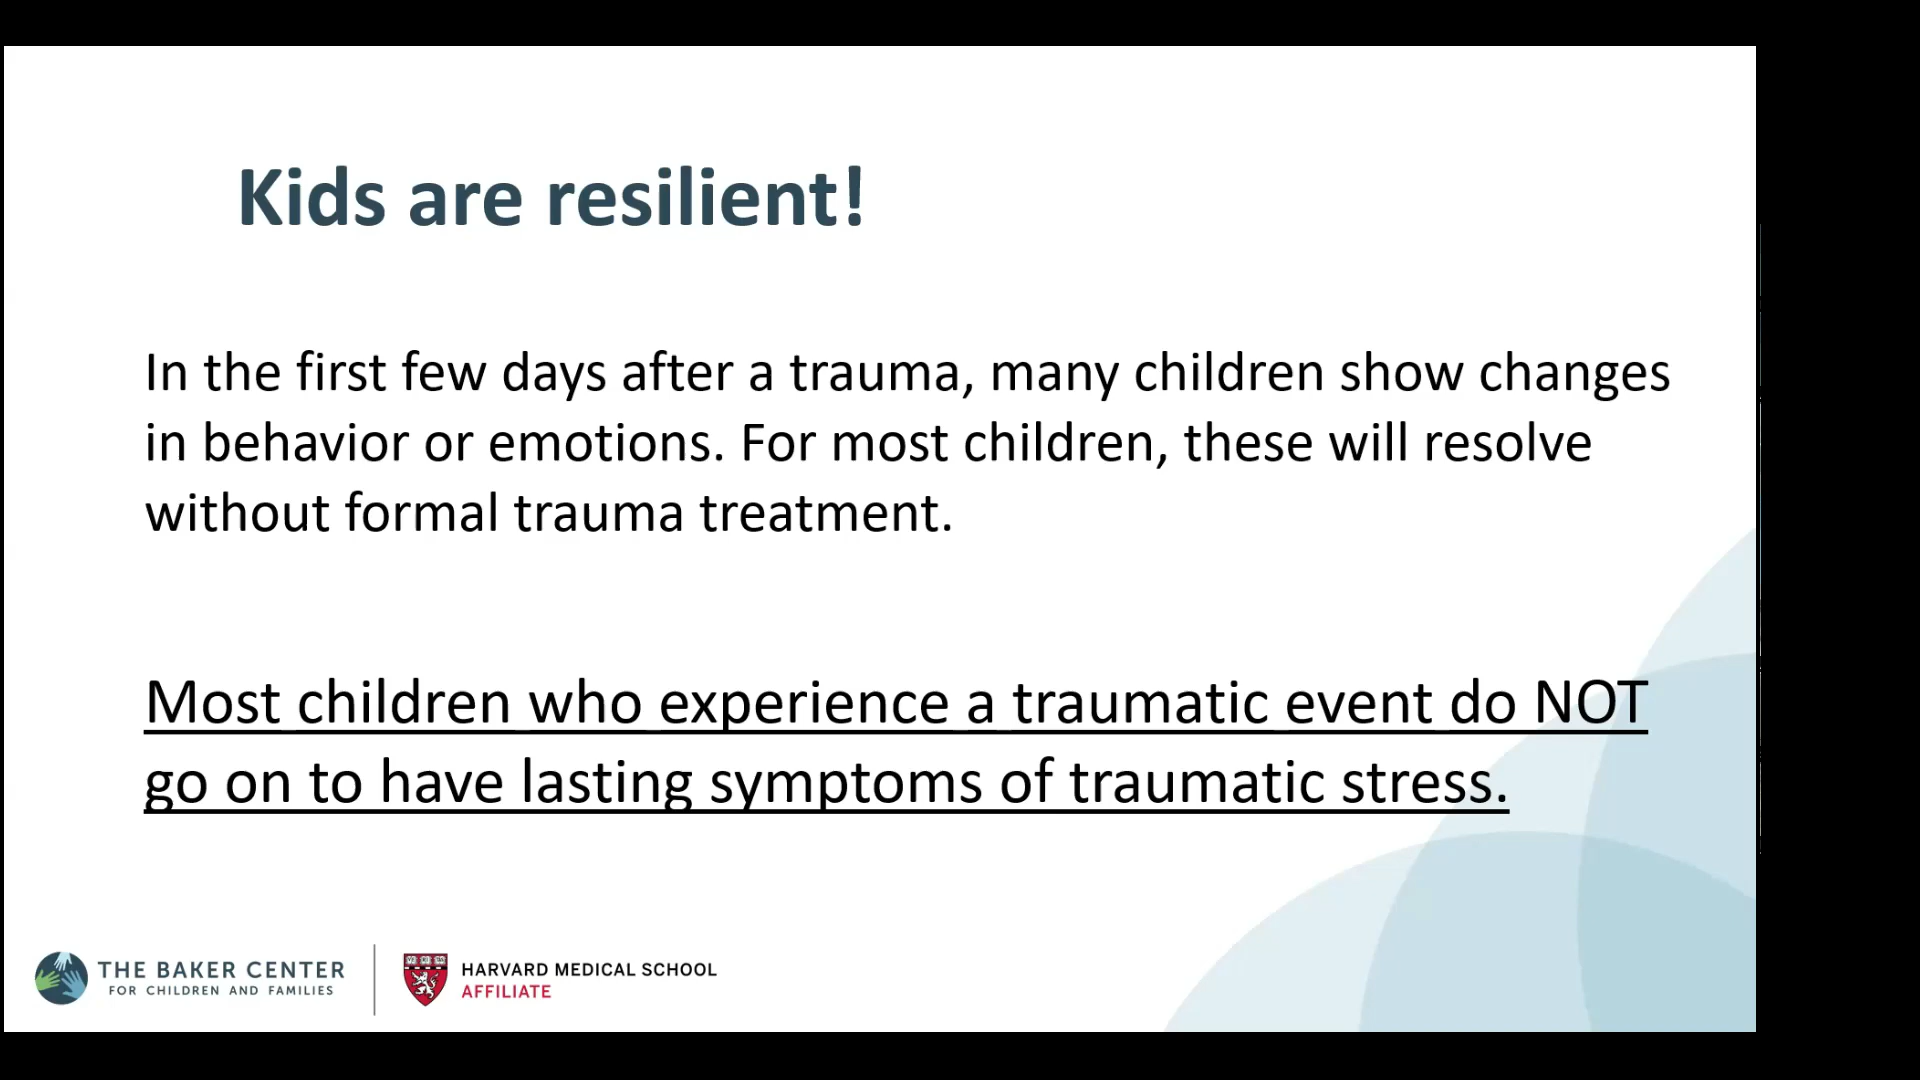 Kids are resilient!
In the first few days after a trauma, many children show changes
in behavior or emotions. For most children, these will resolve
without formal trauma treatment.
Most children who experience a traumatic event do NOT
go on to have lasting symptoms of traumatic stress.
THE BAKER CENTER
FOR CHILDREN AND FAMILIES
HARVARD MEDICAL SCHOOL
AFFILIATE